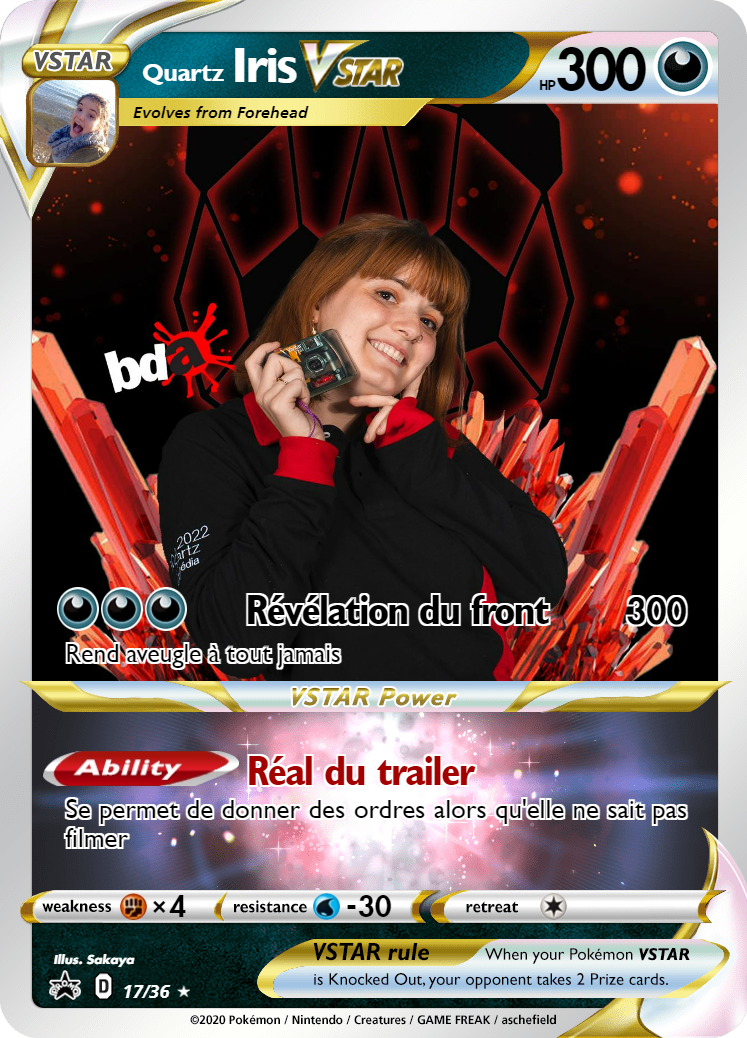 VSTAR
Quartz Iris VSTAR
HP 300
Evolves from Forehead
bda
2022
édia
Révélation du front 300
Rend aveugle à tout jamais
VSTAR Power
Ability Réal du trailer
Se permet de donner des ordres alors qu'elle ne sait pas
filmer
weakness ×4 resistance -30 retreat
Illus. Sakaya
VSTAR rule When your Pokémon VSTAR
is Knocked Out, your opponent takes 2 Prize cards.
D 17/36
©2020 Pokémon / Nintendo / Creatures / GAME FREAK / aschefield